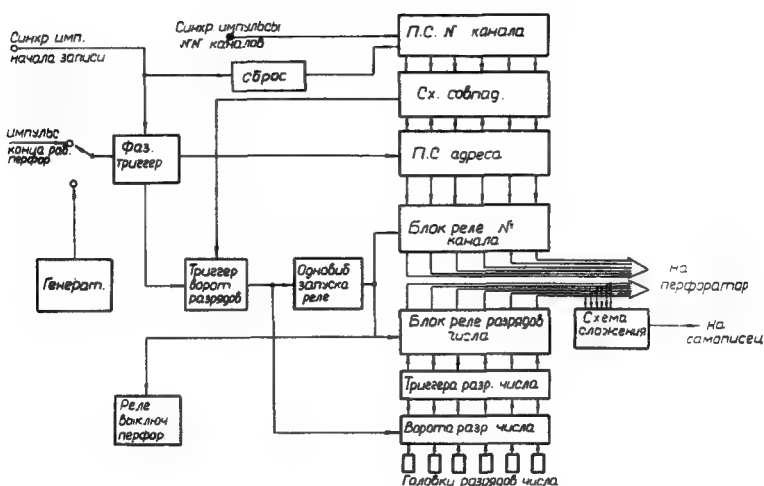 Синхр. импульсы
№№ каналов
П.С. № канала
Синхр. имп.
начала записи
сброс
Сх. совпад.
импульс
конца раб.
перфор
Фаз.
триггер
П.С адреса
Блок реле №
канала
Генерат.
Триггер
ворот
разрядов
Одновиб
запуска
реле
на
перфоратор
Блок реле разрядов
числа
Схема
сложения
на
самописец
Триггера разр. числа
Реле
выключ
перфор.
Ворота разр числа
Головки разрядов числа